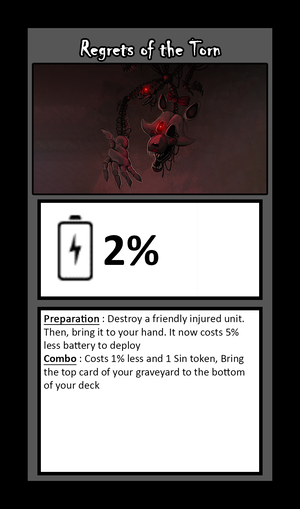 Regrets of the Torn
2%
Preparation : Destroy a friendly injured unit.
Then, bring it to your hand. It now costs 5%
less battery to deploy
Combo : Costs 1% less and 1 Sin token, Bring
the top card of your graveyard to the bottom
of your deck